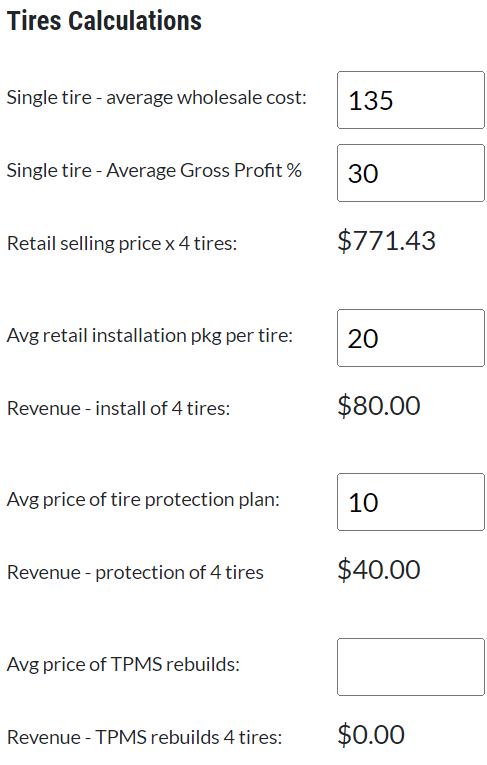 Tires Calculations
Single tire - average wholesale cost: 135
Single tire - Average Gross Profit % 30
Retail selling price x 4 tires: $771.43
Avg retail installation pkg per tire: 20
Revenue - install of 4 tires: $80.00
Avg price of tire protection plan: 10
Revenue - protection of 4 tires $40.00
Avg price of TPMS rebuilds:
Revenue - TPMS rebuilds 4 tires: $0.00